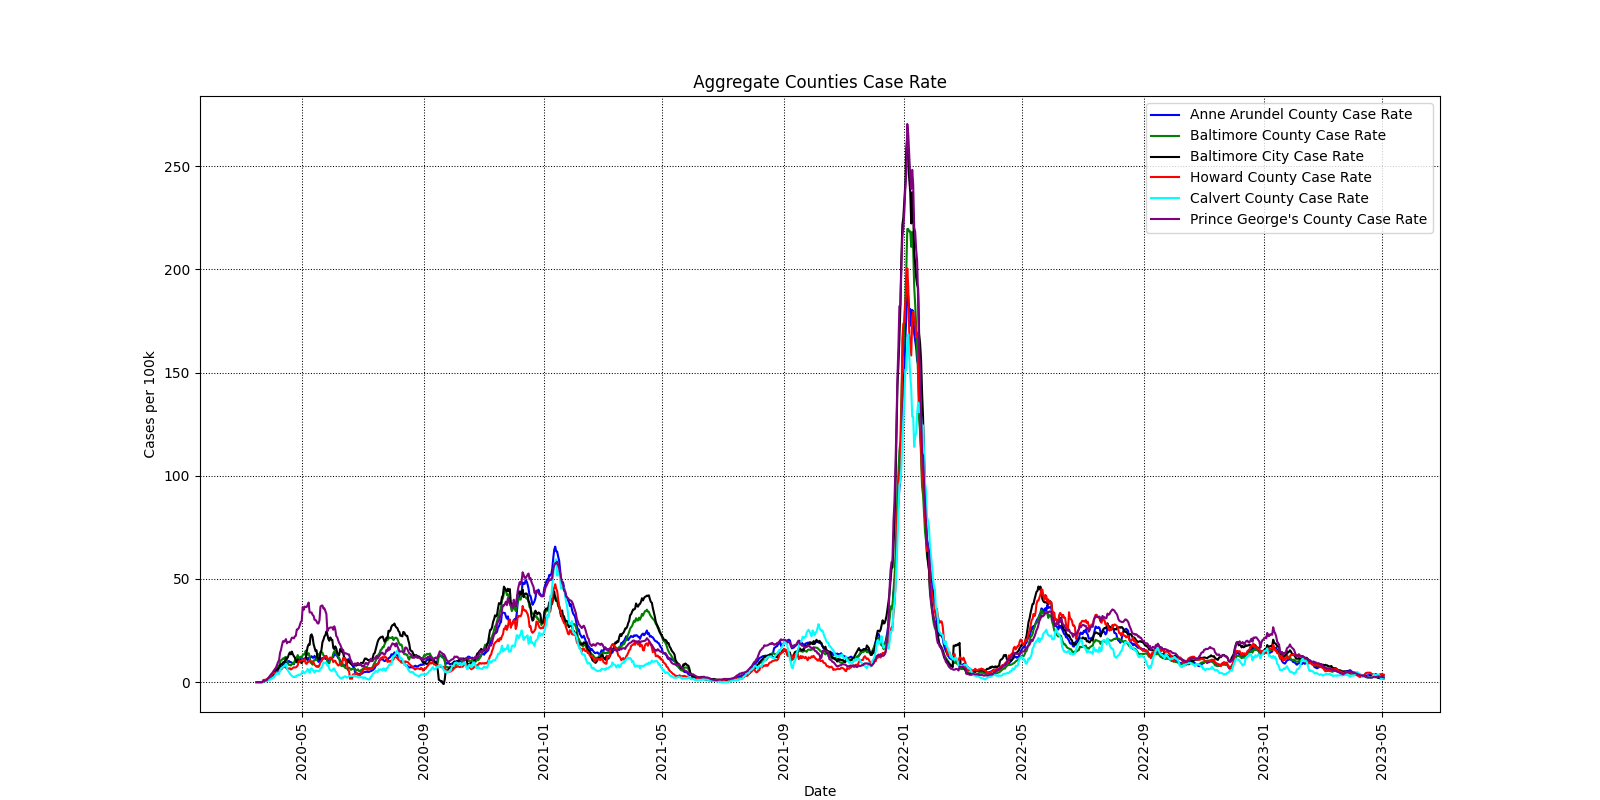 Aggregate Counties Case Rate
Anne Arundel County Case Rate
Baltimore County Case Rate
Baltimore City Case Rate
Howard County Case Rate
Calvert County Case Rate
Prince George's County Case Rate
Cases per 100k
250
200
150
100
50
0
2020-05
2020-09
2021-01
2021-05
2021-09
2022-01
2022-05
2022-09
2023-01
2023-05
Date